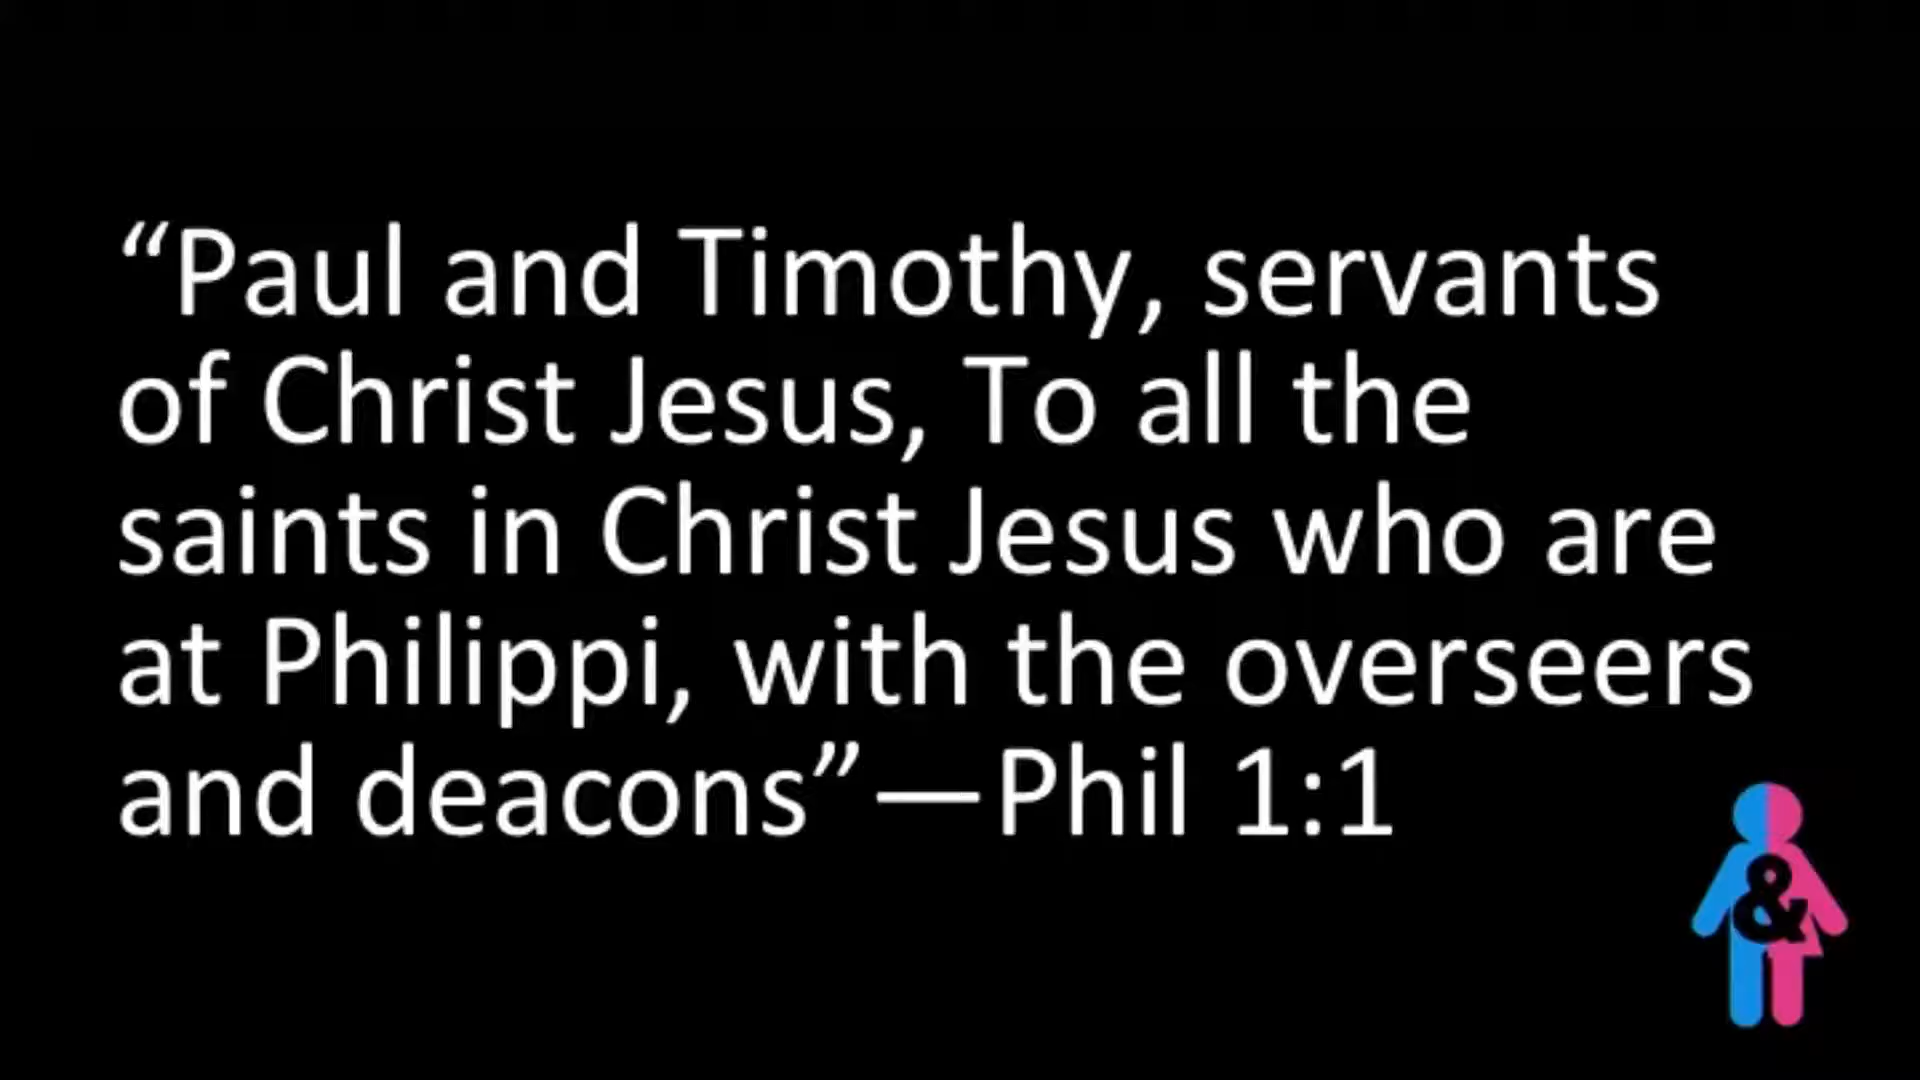 “Paul and Timothy, servants
of Christ Jesus, To all the
saints in Christ Jesus who are
at Philippi, with the overseers
and deacons”—Phil 1:1
&